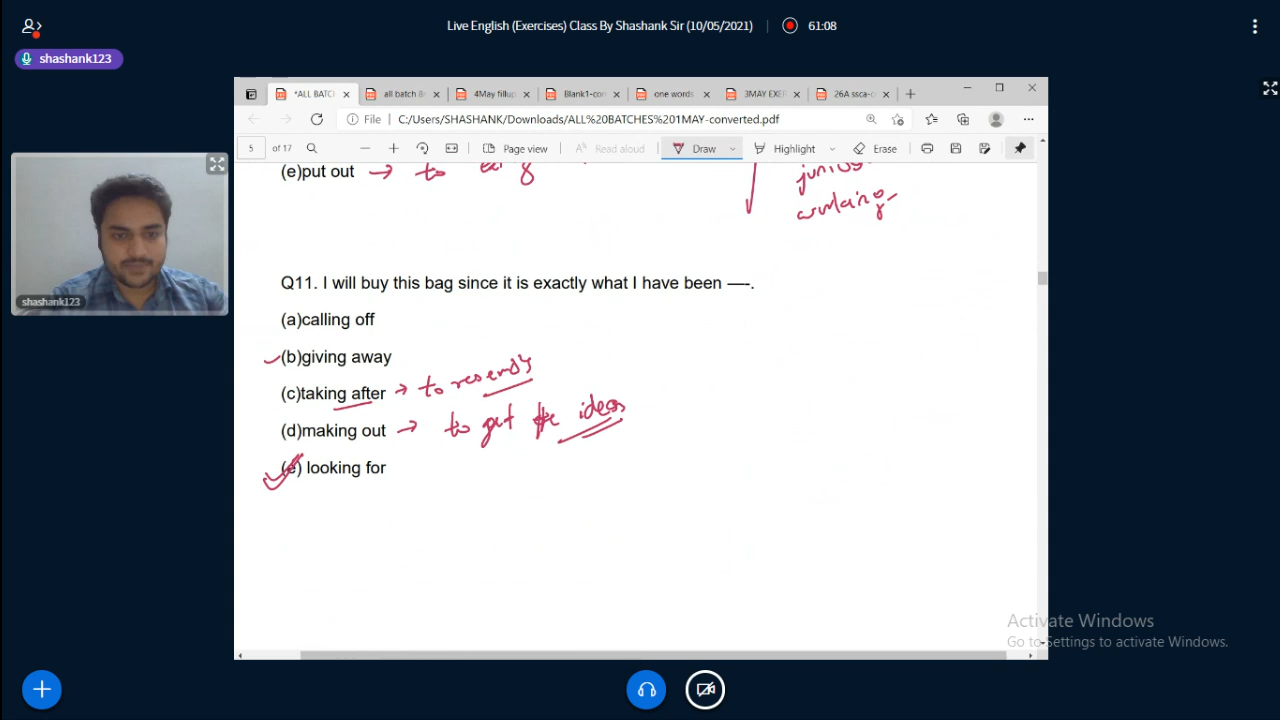 Live English (Exercises) Class By Shashank Sir (10/05/2021) 61:08
shashank123
*ALL BATC all batch 8 4May fillup Blank1-con one words 3MAY EXE 26A ssca-c
File C:/Users/SHASHANK/Downloads/ALL%20BATCHES%201MAY-converted.pdf
5 of 17 Page view Read aloud Draw Highlight Erase
(e)put out → to
Q11. I will buy this bag since it is exactly what I have been —-.
(a)calling off
(b)giving away
(c)taking after → to
(d)making out → to get the ideas
(e) looking for
shashank123
Activate Windows
Go to Settings to activate Windows.